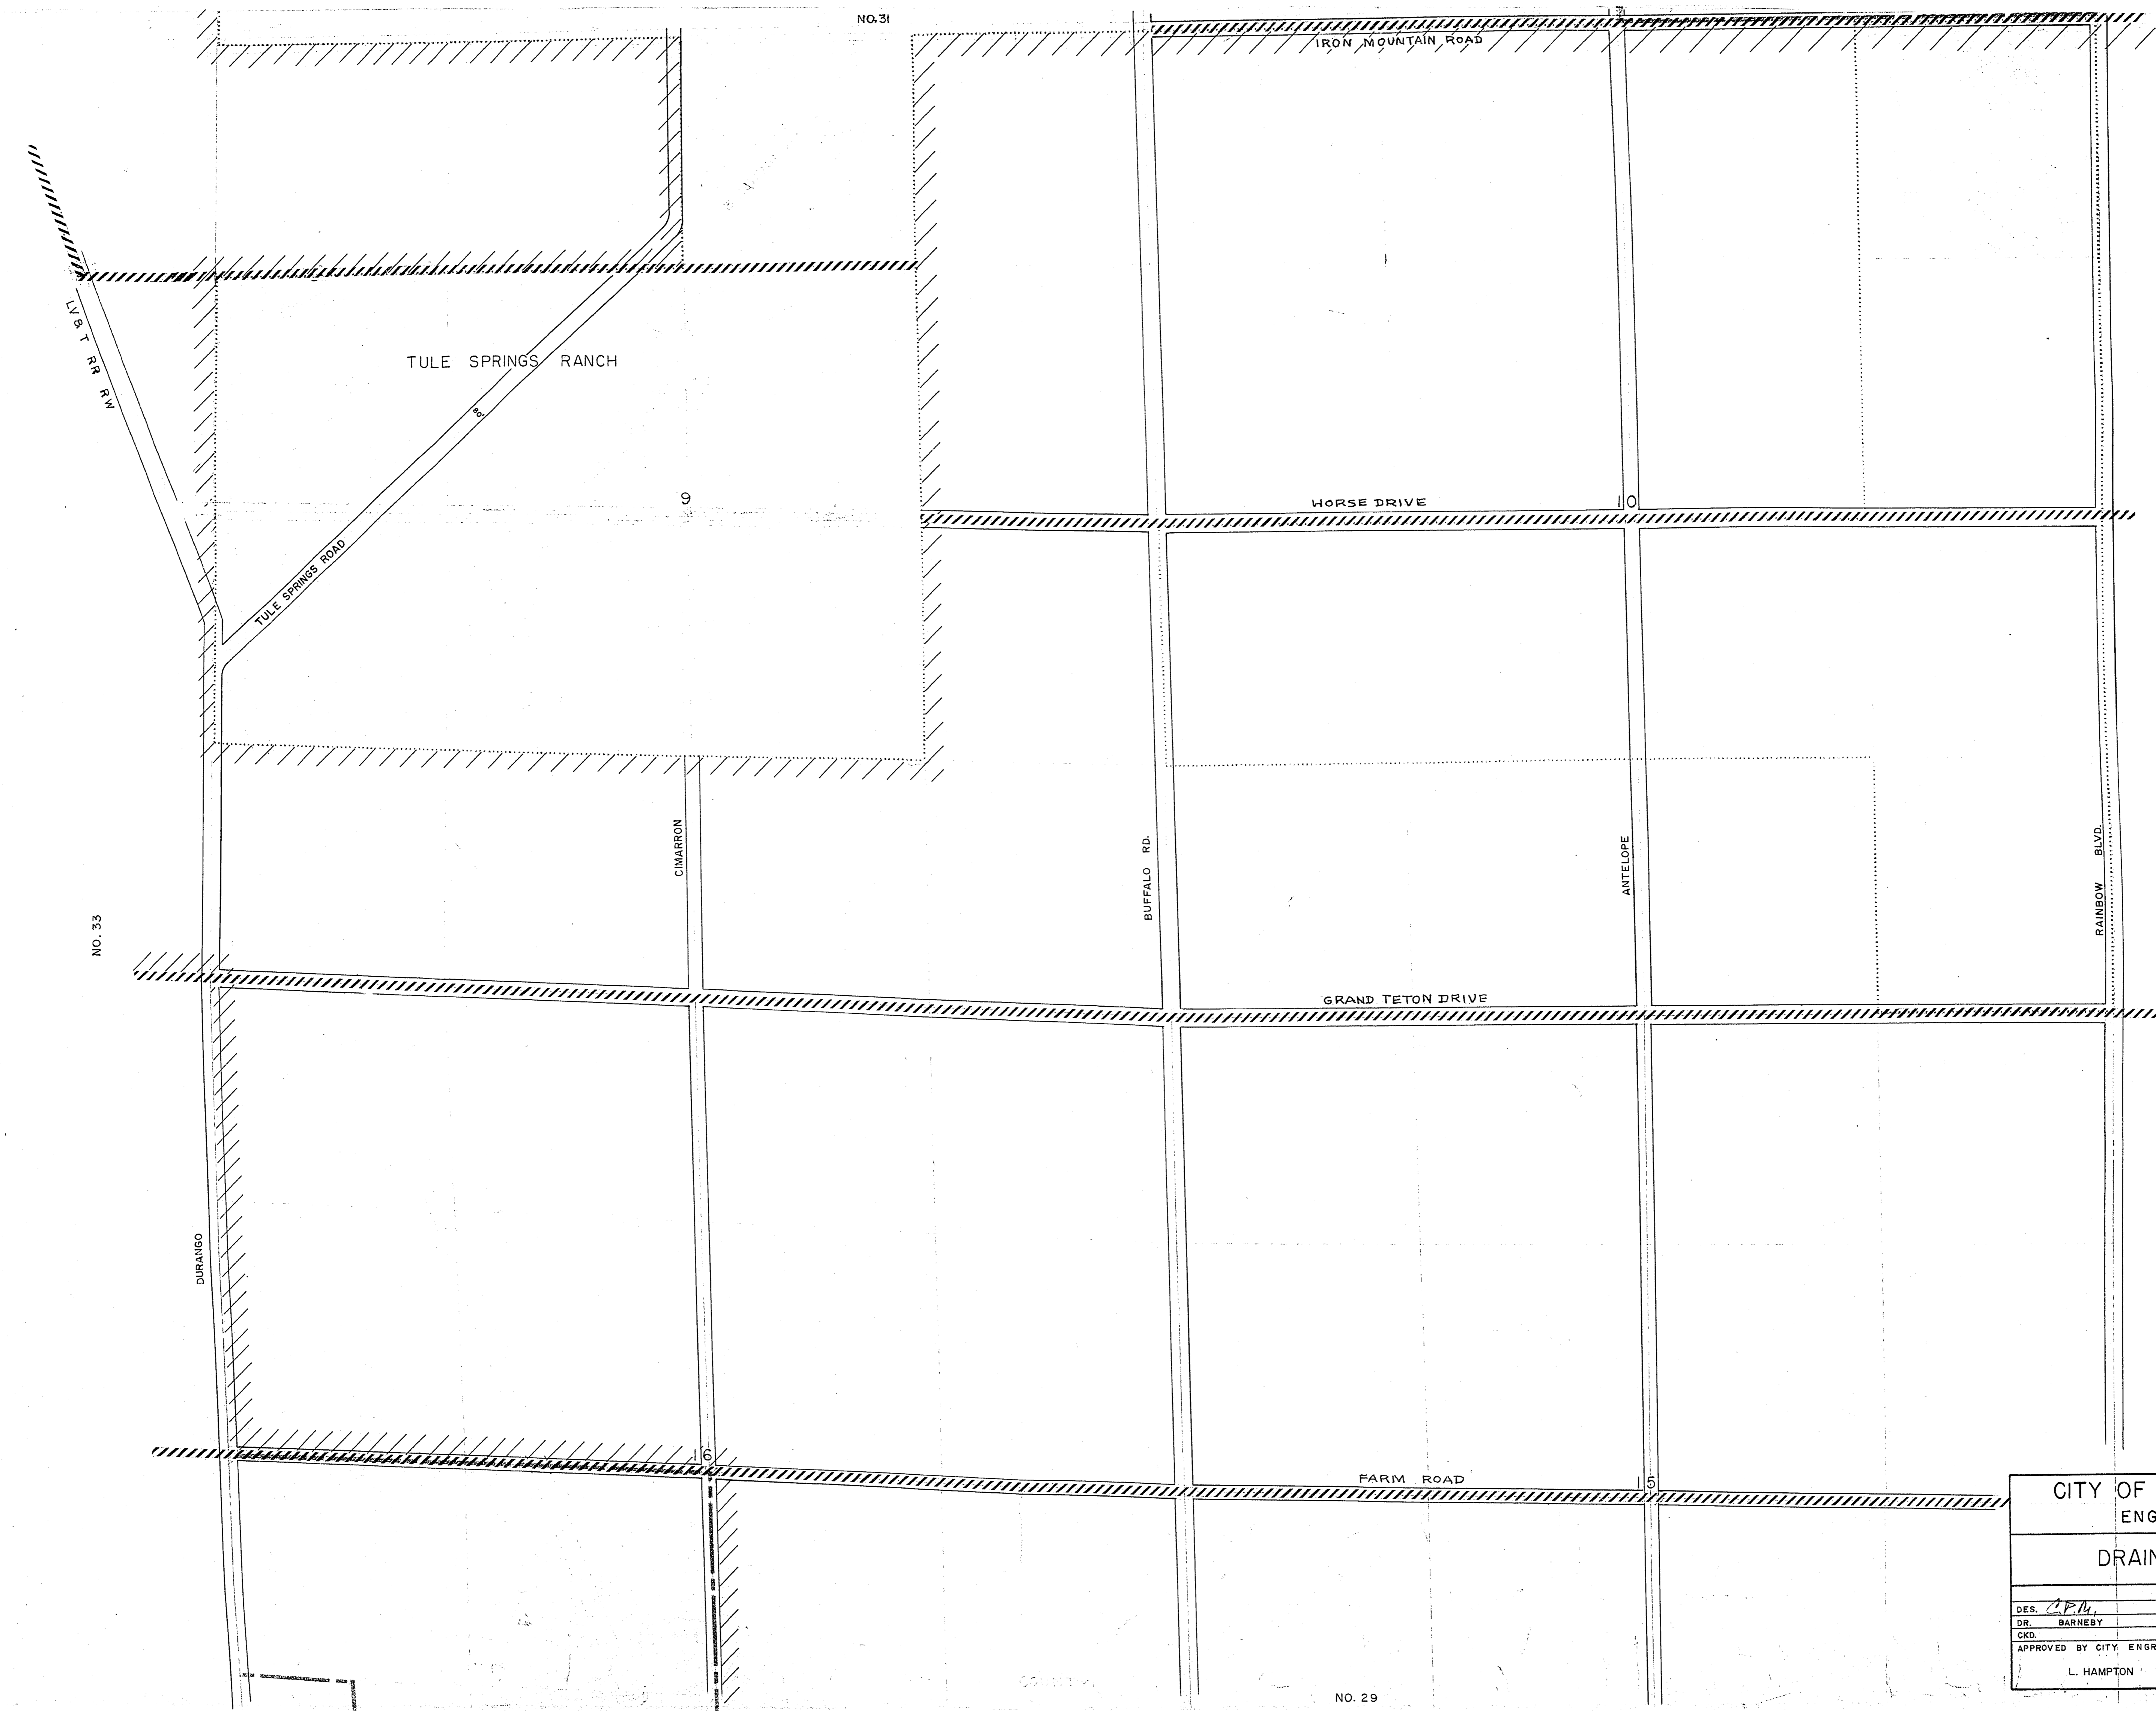 NO. 31
IRON MOUNTAIN ROAD
LV & T RR RW
TULE SPRINGS RANCH
80'
9
HORSE DRIVE
10
TULE SPRINGS ROAD
CIMARRON
BUFFALO RD.
ANTELOPE
RAINBOW BLVD.
NO. 33
GRAND TETON DRIVE
DURANGO
16
FARM ROAD
15
CITY OF
ENG
DRAIN
DES. C.P.M.
DR. BARNEBY
CKD.
APPROVED BY CITY ENGR
L. HAMPTON
NO. 29